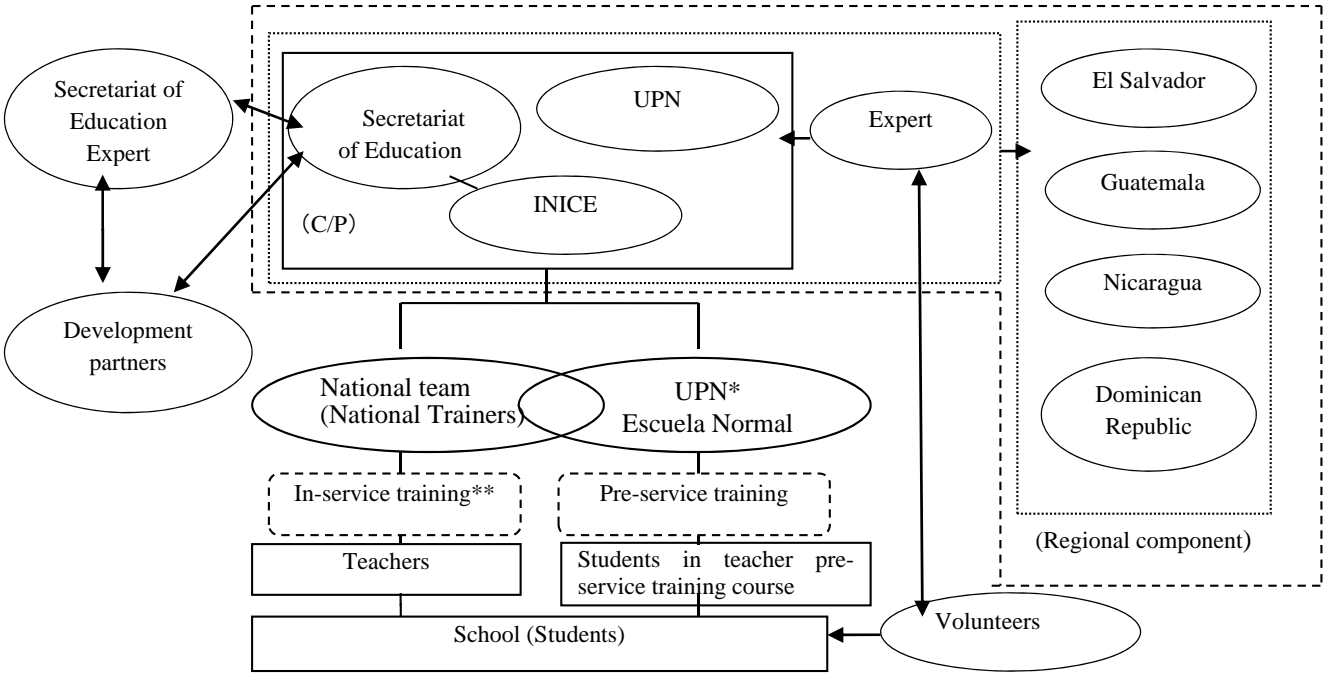 Secretariat of
Education
Expert
Secretariat
of Education
UPN
INICE
（C/P）
Expert
El Salvador
Guatemala
Nicaragua
Dominican
Republic
(Regional component)
Development
partners
National team
(National Trainers)
UPN*
Escuela Normal
In-service training**
Pre-service training
Teachers
Students in teacher pre-
service training course
School (Students)
Volunteers